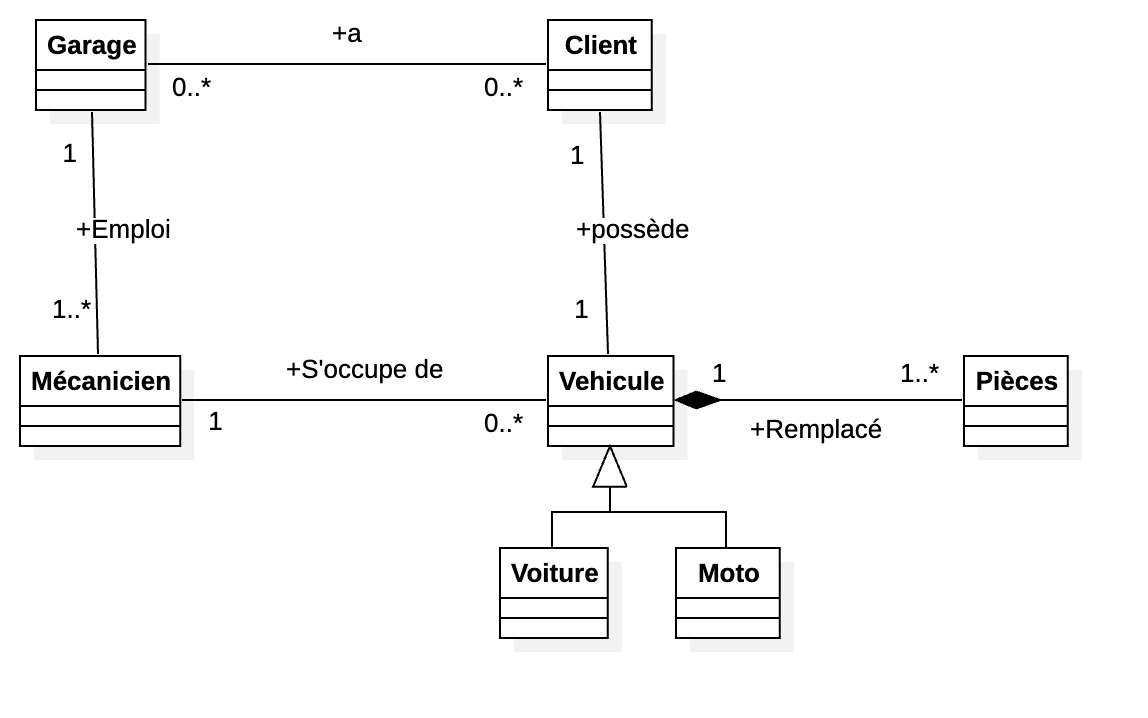 +a
Garage
Client
0..*
0..*
1
1
+Emploi
+possède
1..*
1
+S'occupe de
1
1..*
Mécanicien
Vehicule
Pièces
1
0..*
+Remplacé
Voiture
Moto